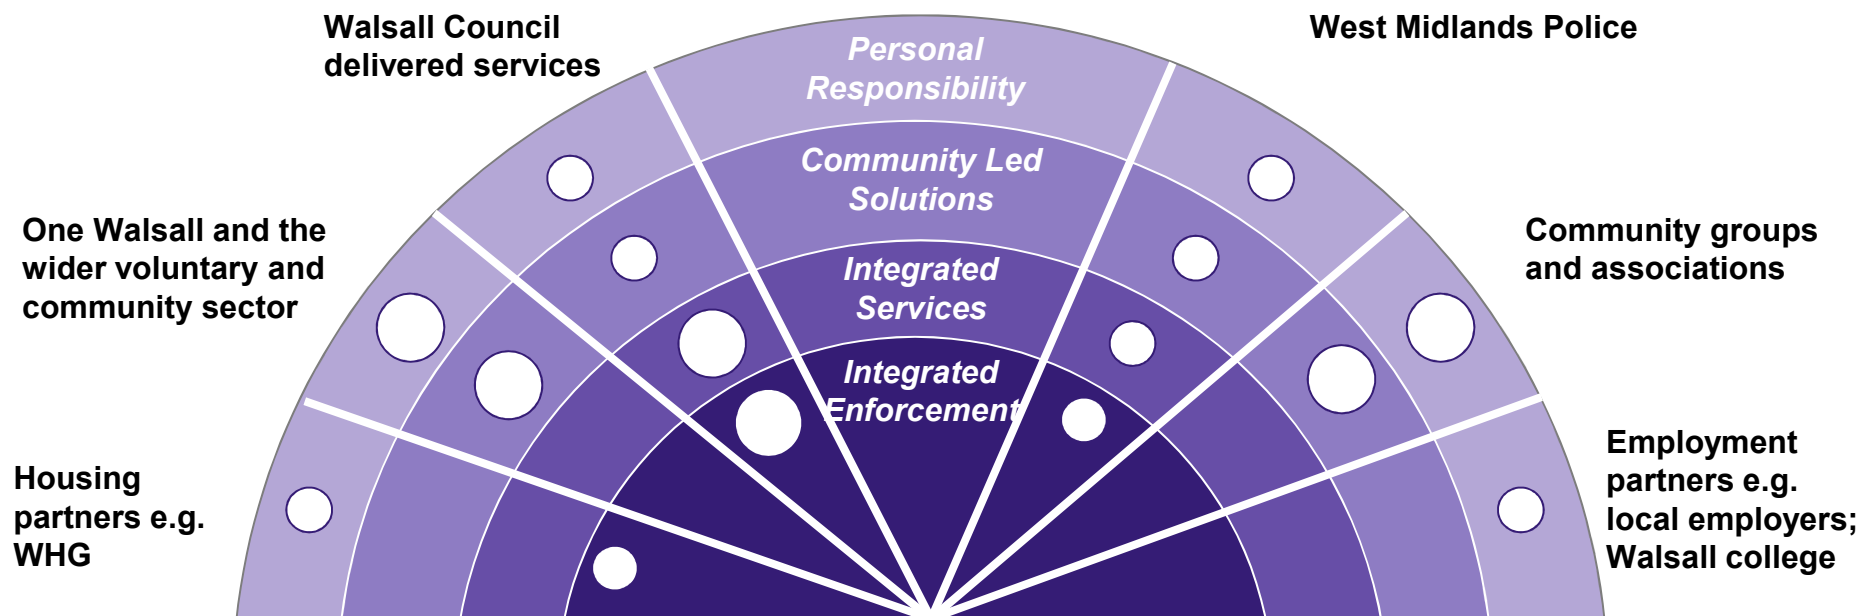 Walsall Council
delivered services
Personal
Responsibility
West Midlands Police
Community Led
Solutions
One Walsall and the
wider voluntary and
community sector
Community groups
and associations
Integrated
Services
Integrated
Enforcement
Housing
partners e.g.
WHG
Employment
partners e.g.
local employers;
Walsall college